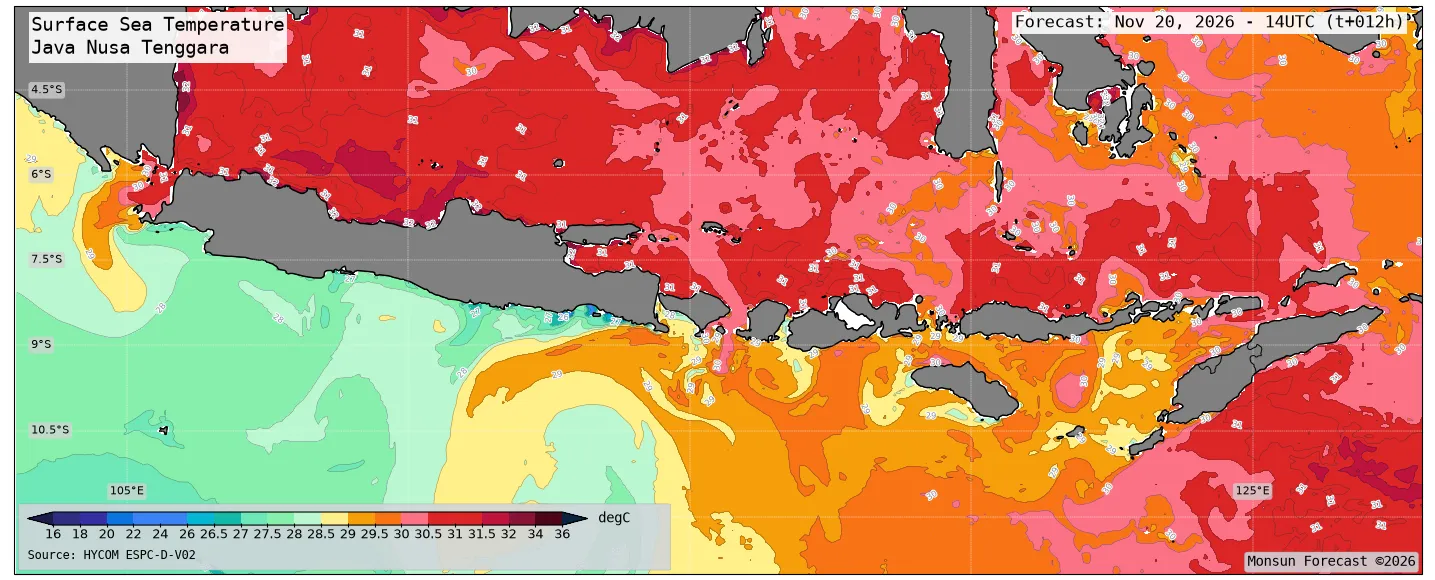 Surface Sea Temperature
Java Nusa Tenggara
Forecast: Nov 20, 2026 - 14UTC (t+012h)
4.5°S
6°S
7.5°S
9°S
10.5°S
105°E
125°E
degC
16 18 20 22 24 26 26.5 27 27.5 28 28.5 29 29.5 30 30.5 31 31.5 32 34 36
Source: HYCOM ESPC-D-V02
Monsun Forecast ©2026